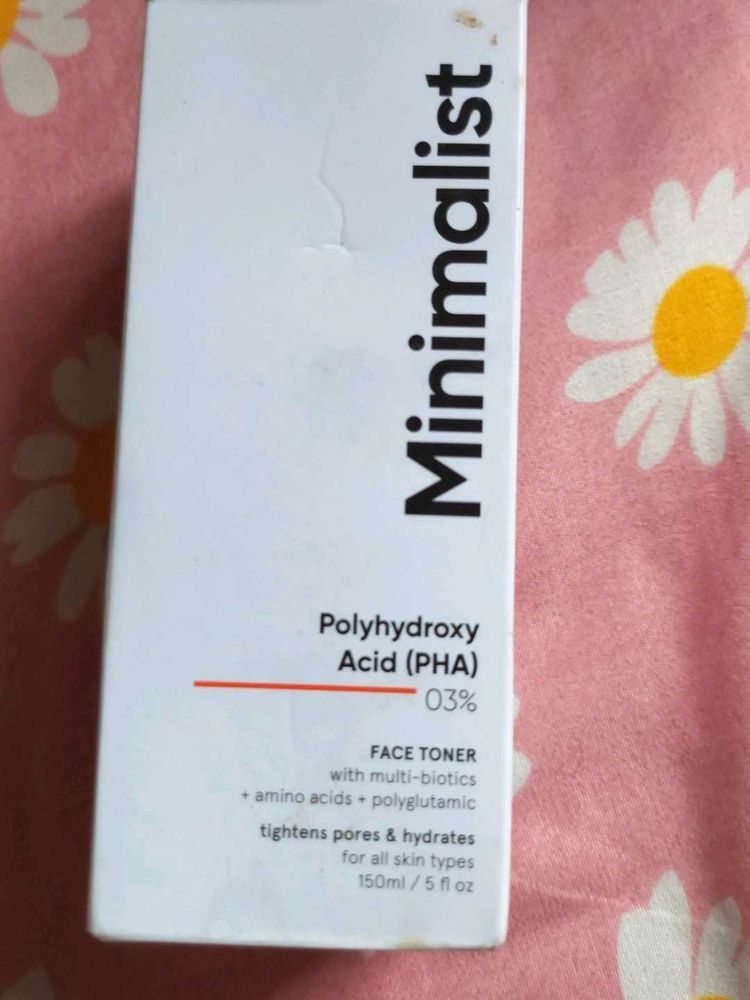 Minimalist
Polyhydroxy
Acid (PHA)
03%
FACE TONER
with multi-biotics
+ amino acids + polyglutamic
tightens pores & hydrates
for all skin types
150ml / 5 fl oz